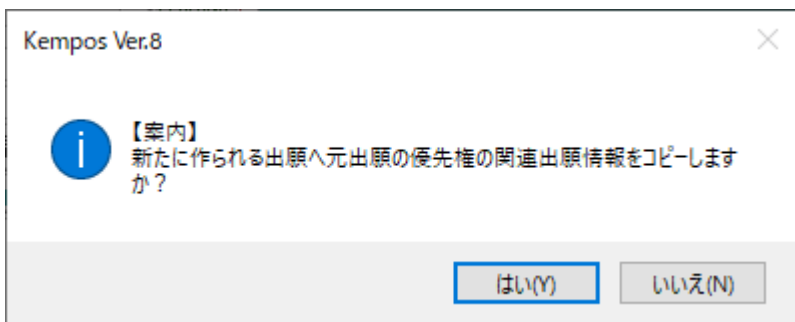 Kempos Ver.8
【案内】
新たに作られる出願へ元出願の優先権の関連出願情報をコピーします
か？
はい(Y)
いいえ(N)